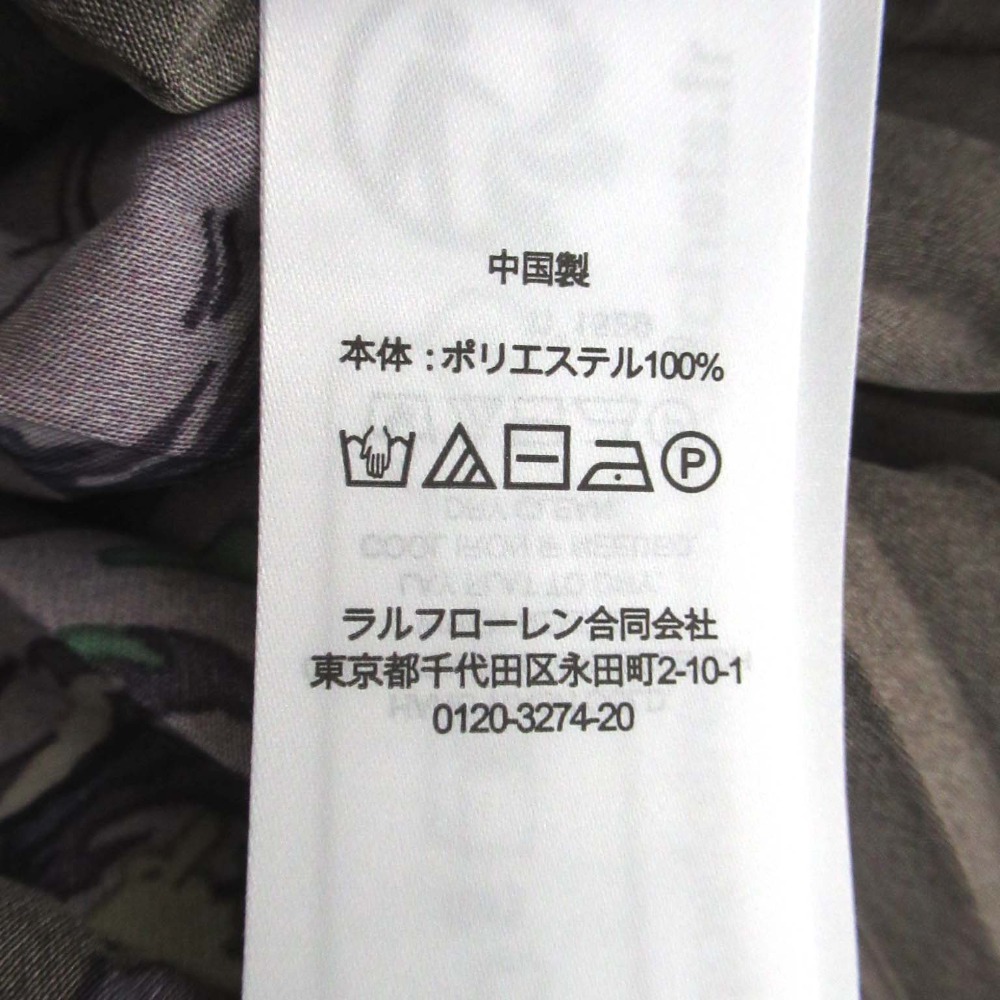 中国製
本体:ポリエステル100%
P
ラルフローレン合同会社
東京都千代田区永田町2-10-1
0120-3274-20